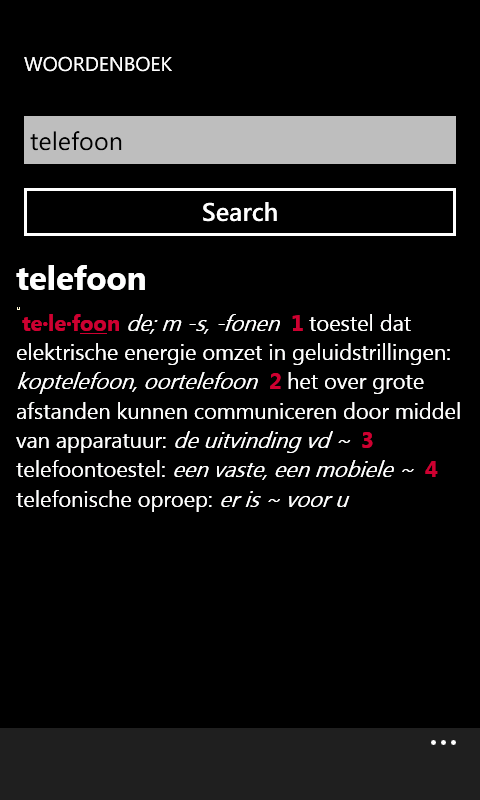 WOORDENBOEK
telefoon
Search
telefoon
te·le·foon de; m -s, -fonen 1 toestel dat
elektrische energie omzet in geluidstrillingen:
koptelefoon, oortelefoon 2 het over grote
afstanden kunnen communiceren door middel
van apparatuur: de uitvinding vd ~ 3
telefoontoestel: een vaste, een mobiele ~ 4
telefonische oproep: er is ~ voor u